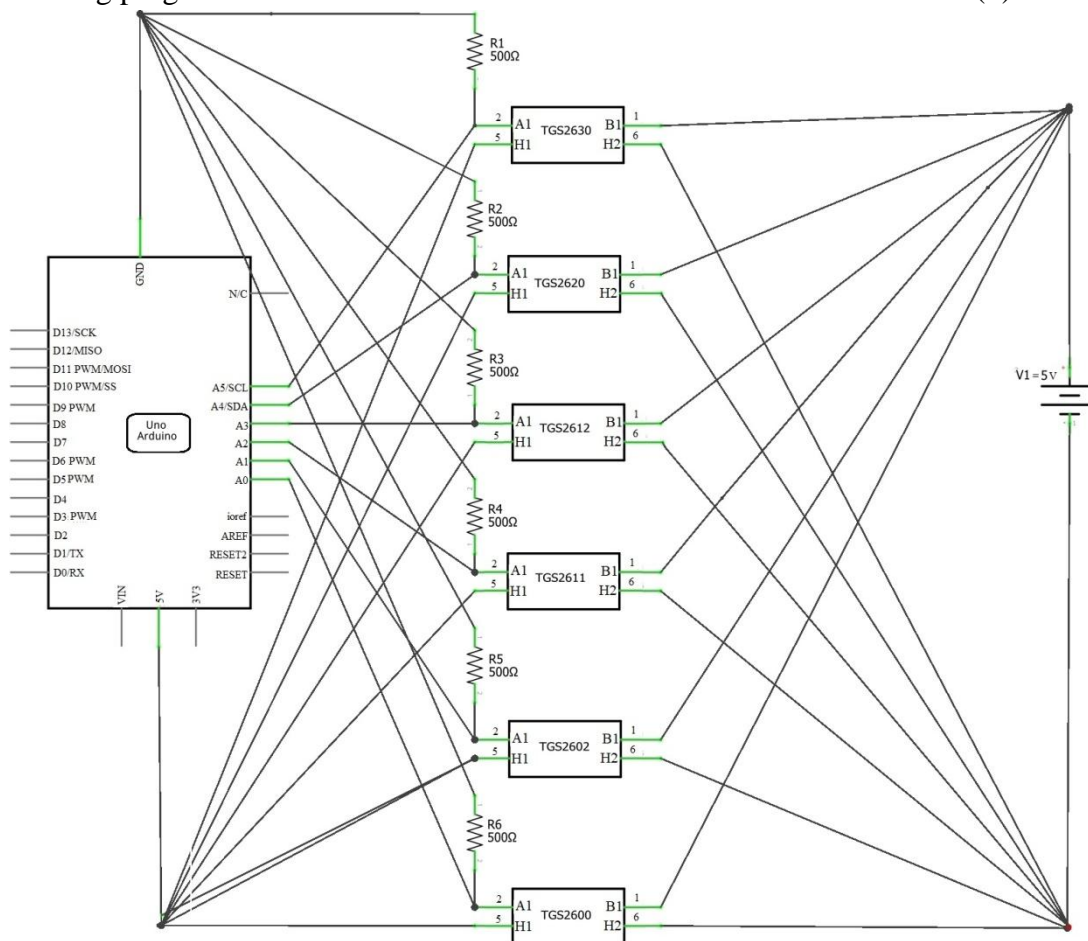 R1
500Ω
2 A1 TGS2630 B1 1
5 H1 H2 6
R2
500Ω
GND
2 A1 TGS2620 B1 1
5 H1 H2 6
N/C
D13/SCK
D12/MISO
D11 PWM/MOSI
D10 PWM/SS
D9 PWM
D8
D7
D6 PWM
D5 PWM
D4
D3 PWM
D2
D1/TX
D0/RX
Uno
Arduino
A5/SCL
A4/SDA
A3
A2
A1
A0
ioref
AREF
RESET2
RESET
VIN
5V
3V3
R3
500Ω
V1=5V
2 A1 TGS2612 B1 1
5 H1 H2 6
R4
500Ω
2 A1 TGS2611 B1 1
5 H1 H2 6
R5
500Ω
2 A1 TGS2602 B1 1
5 H1 H2 6
R6
500Ω
2 A1 TGS2600 B1 1
5 H1 H2 6